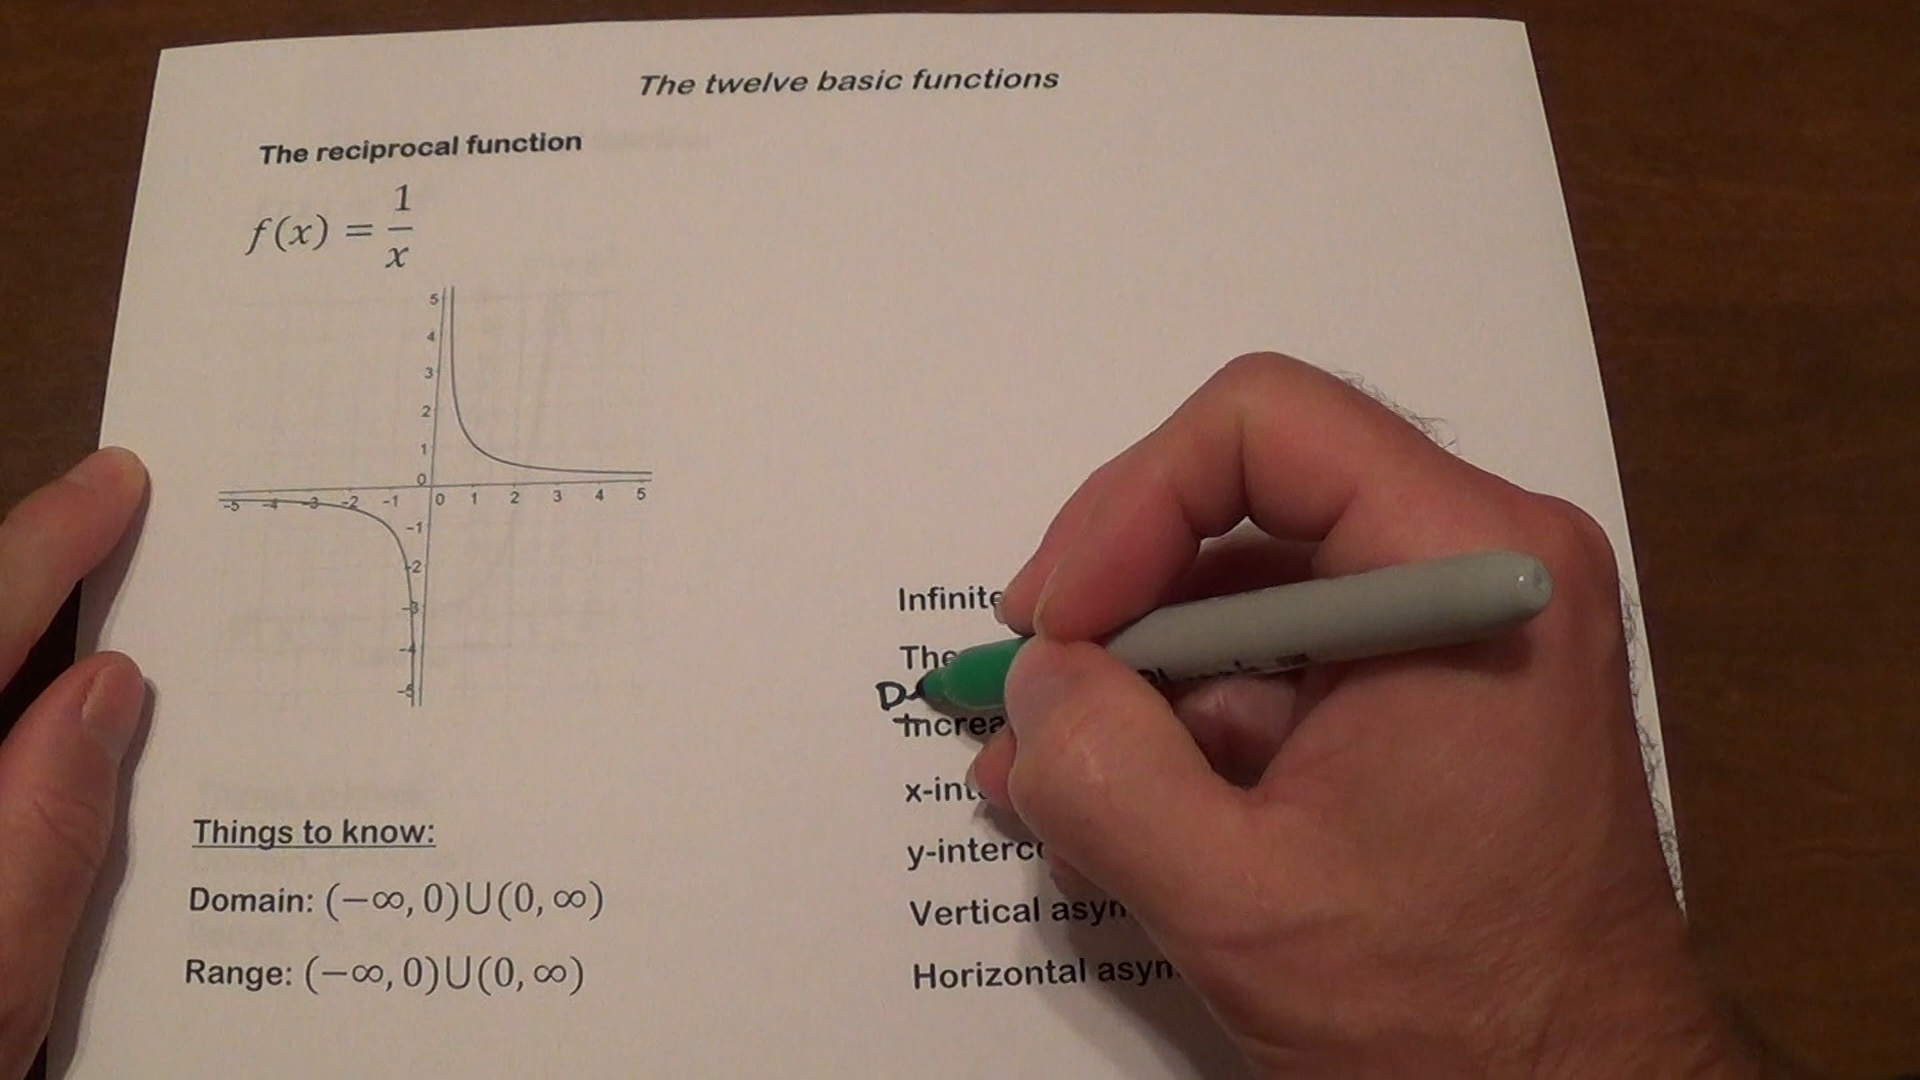 The twelve basic functions
The reciprocal function
f(x) = 1/x
5
4
3
2
1
0
-5 -4 -3 -2 -1 0 1 2 3 4 5
-1
-2
-3
-4
-5
Things to know:
Domain: (−∞, 0)∪(0, ∞)
Range: (−∞, 0)∪(0, ∞)
Infinite
The
x-int
y-interc
Vertical asym
Horizontal asym